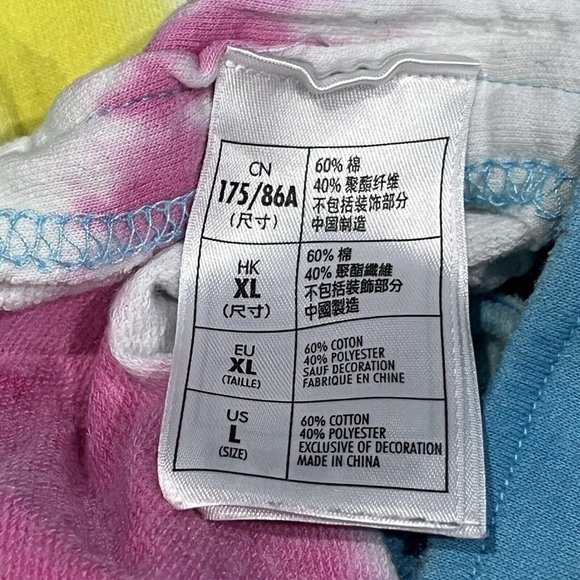 CN
175/86A
(尺寸)
60% 棉
40% 聚酯纤维
不包括装饰部分
中国制造
HK
XL
(尺寸)
60% 棉
40% 聚酯纖維
不包括裝飾部分
中國製造
EU
XL
(TAILLE)
60% COTON
40% POLYESTER
SAUF DECORATION
FABRIQUE EN CHINE
US
L
(SIZE)
60% COTTON
40% POLYESTER
EXCLUSIVE OF DECORATION
MADE IN CHINA